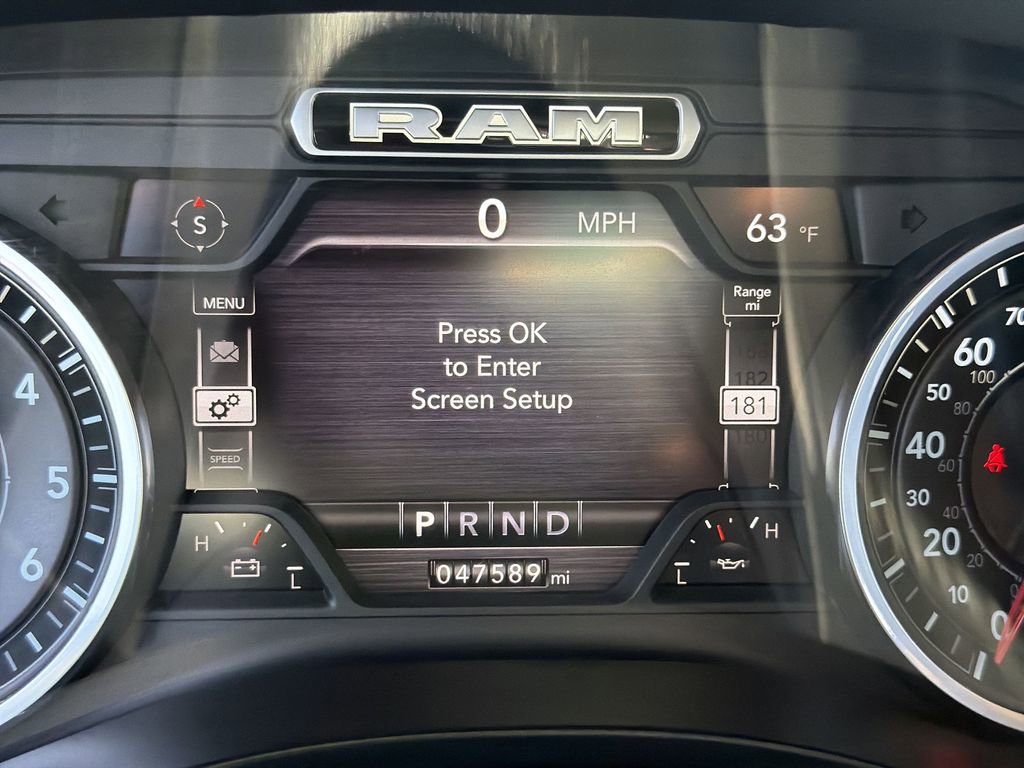 RAM
S
0 MPH
63 °F
MENU
Range
mi
Press OK
to Enter
Screen Setup
182
181
180
SPEED
P R N D
H
L
H
L
047589 mi
4
5
6
70
60
50
40
30
20
10
0
100
80
60
40
20
0